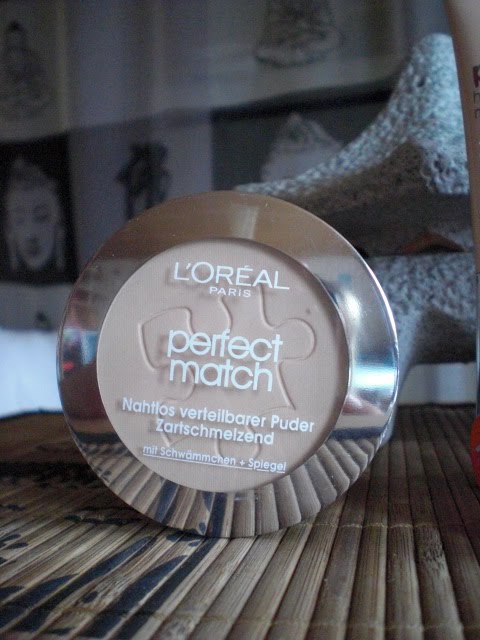 L'ORÉAL
PARIS
perfect
match
Nahtlos verteilbarer Puder
Zartschmelzend
mit Schwämmchen + Spiegel